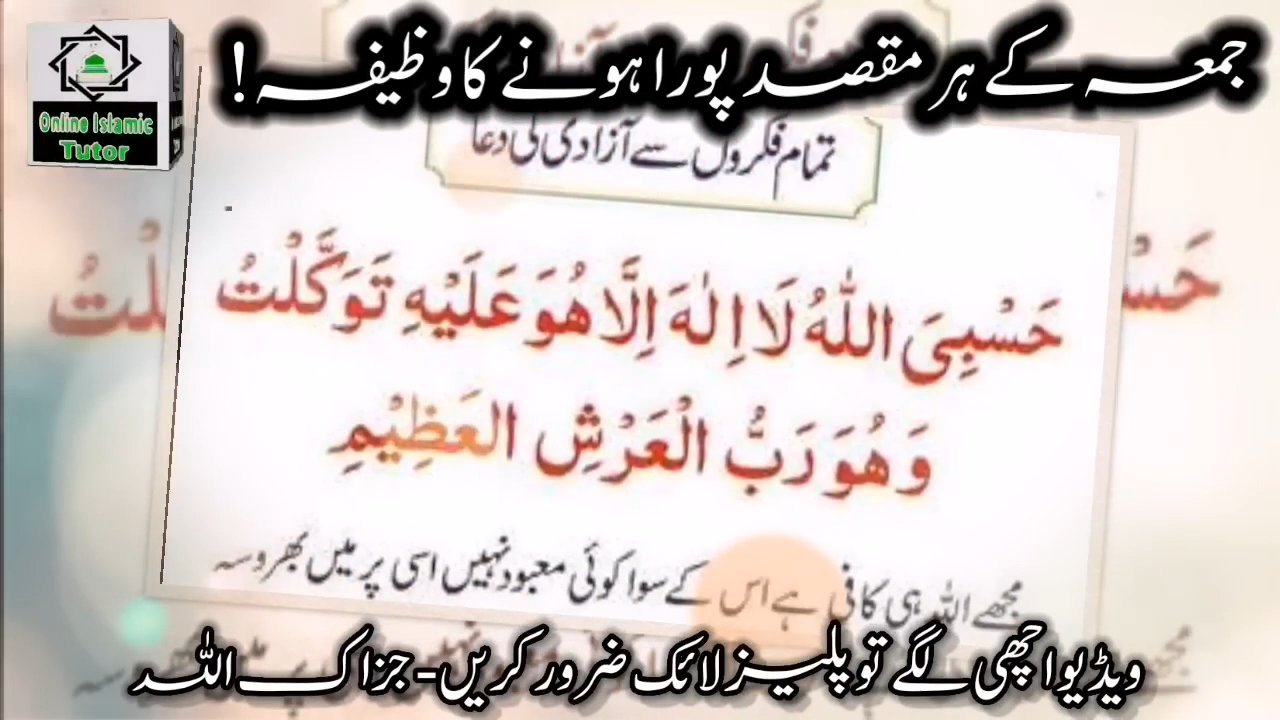 جمعہ کے ہر مقصد پورا ہونے کا وظیفہ!
Online Islamic
Tutor
تمام فکروں سے آزادی کی دعا
حَسْبِىَ اللّٰهُ لَا اِلٰهَ اِلَّا هُوَ عَلَيْهِ تَوَكَّلْتُ
وَ هُوَ رَبُّ الْعَرْشِ الْعَظِيْمِ
مجھے اللہ ہی کافی ہے اس کے سوا کوئی معبود نہیں اسی پر میں بھروسہ
ویڈیو اچھی لگے تو پلیز لائک ضرور کریں - جزاک اللہ